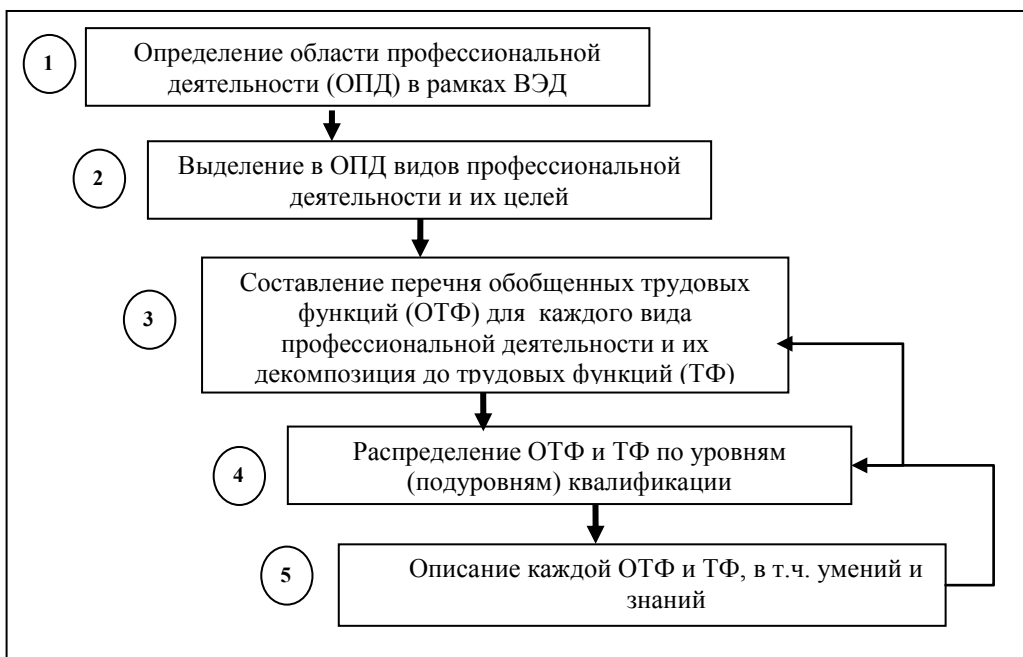 1
Определение области профессиональной
деятельности (ОПД) в рамках ВЭД
2
Выделение в ОПД видов профессиональной
деятельности и их целей
3
Составление перечня обобщенных трудовых
функций (ОТФ) для каждого вида
профессиональной деятельности и их
декомпозиция до трудовых функций (ТФ)
4
Распределение ОТФ и ТФ по уровням
(подуровням) квалификации
5
Описание каждой ОТФ и ТФ, в т.ч. умений и
знаний